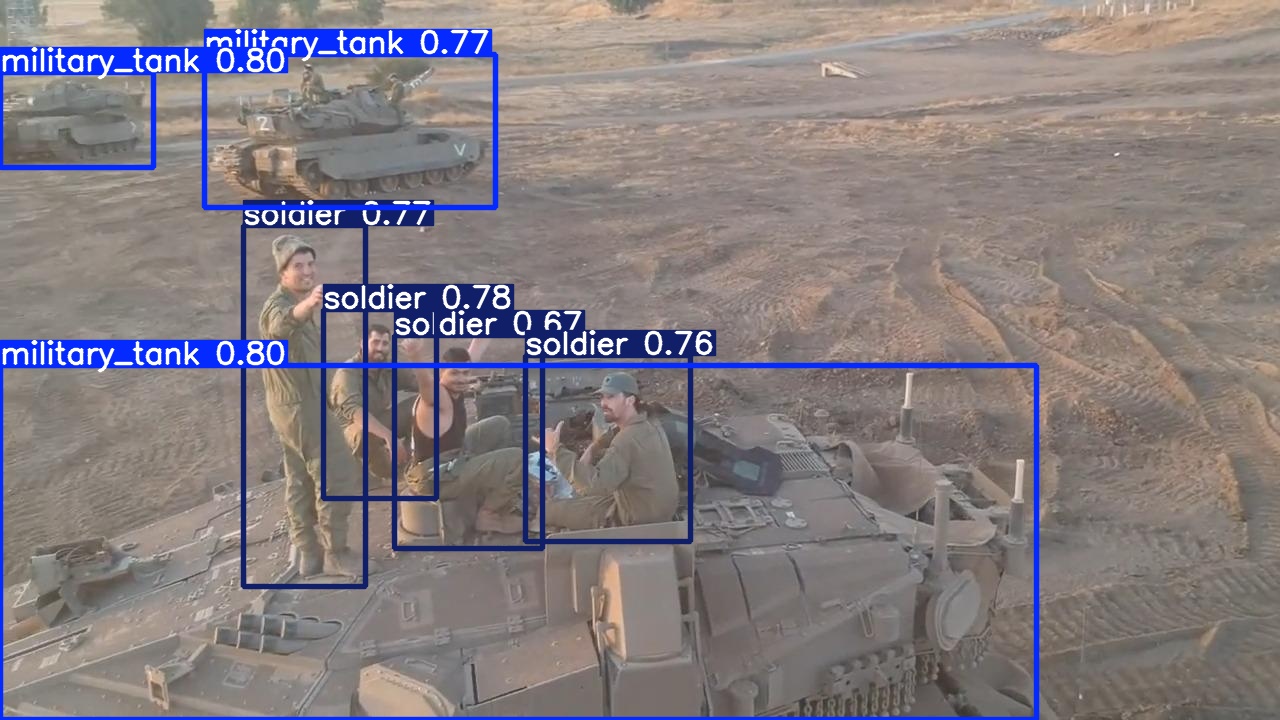 military_tank 0.77
military_tank 0.80
2
V
soldier 0.77
soldier 0.78
soldier 0.67
soldier 0.76
military_tank 0.80